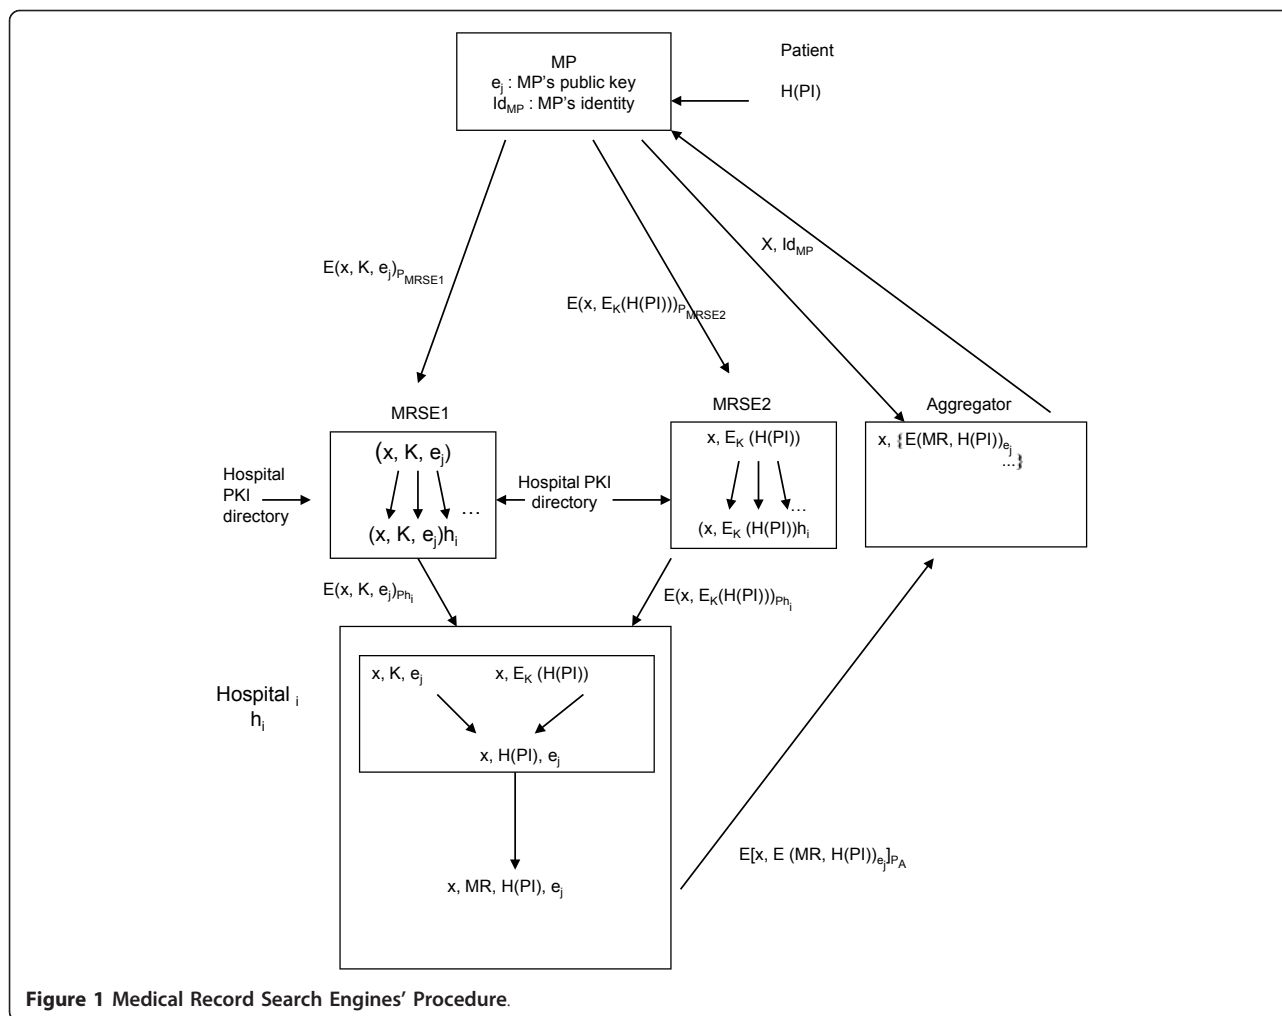 MP
e_j : MP's public key
Id_MP : MP's identity
Patient
H(PI)
X, Id_MP
E(x, K, e_j)_P_MRSE1
E(x, E_K(H(PI)))_P_MRSE2
MRSE1
MRSE2
Aggregator
(x, K, e_j)
...
(x, K, e_j)h_i
x, E_K (H(PI))
...
(x, E_K (H(PI))h_i
x, {E(MR, H(PI))_e_j
...}
Hospital
PKI
directory
Hospital PKI
directory
E(x, K, e_j)_Ph_i
E(x, E_K(H(PI)))_Ph_i
Hospital _i
h_i
x, K, e_j
x, E_K (H(PI))
x, H(PI), e_j
x, MR, H(PI), e_j
E[x, E (MR, H(PI))_e_j]_P_A
Figure 1 Medical Record Search Engines' Procedure.